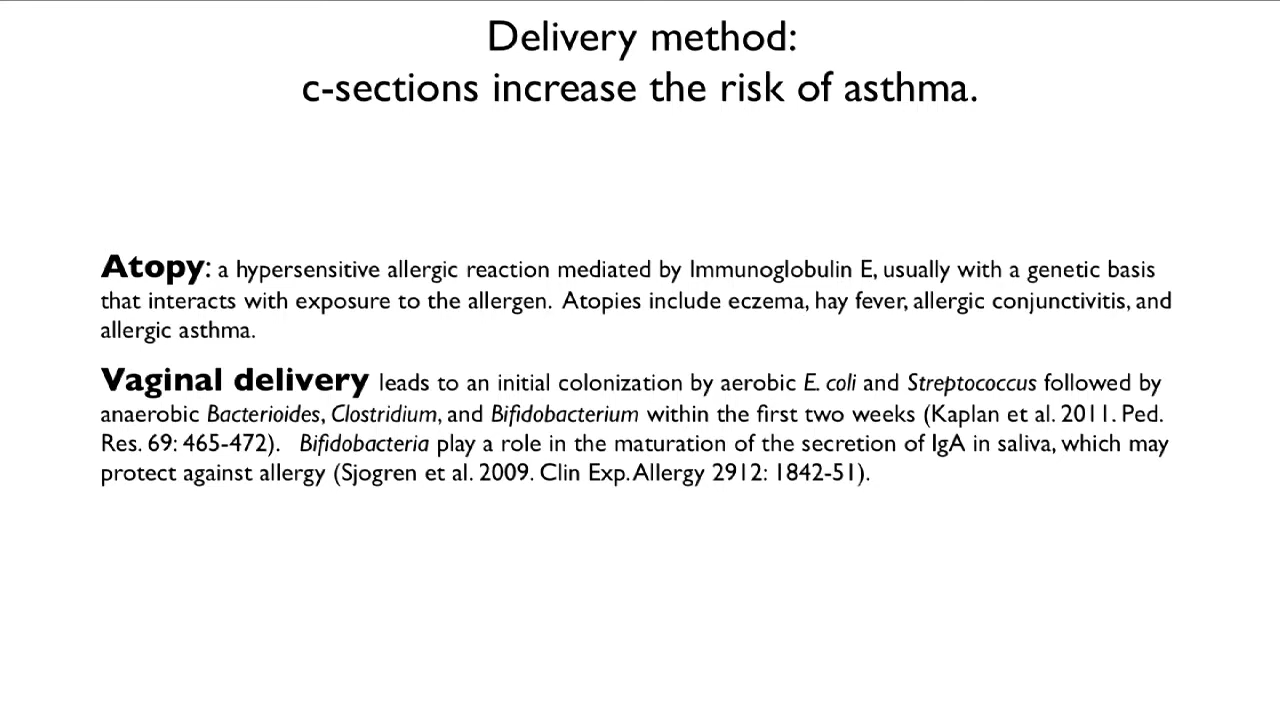 Delivery method:
c-sections increase the risk of asthma.
Atopy: a hypersensitive allergic reaction mediated by Immunoglobulin E, usually with a genetic basis
that interacts with exposure to the allergen. Atopies include eczema, hay fever, allergic conjunctivitis, and
allergic asthma.
Vaginal delivery leads to an initial colonization by aerobic E. coli and Streptococcus followed by
anaerobic Bacterioides, Clostridium, and Bifidobacterium within the first two weeks (Kaplan et al. 2011. Ped.
Res. 69: 465-472). Bifidobacteria play a role in the maturation of the secretion of IgA in saliva, which may
protect against allergy (Sjogren et al. 2009. Clin Exp. Allergy 2912: 1842-51).